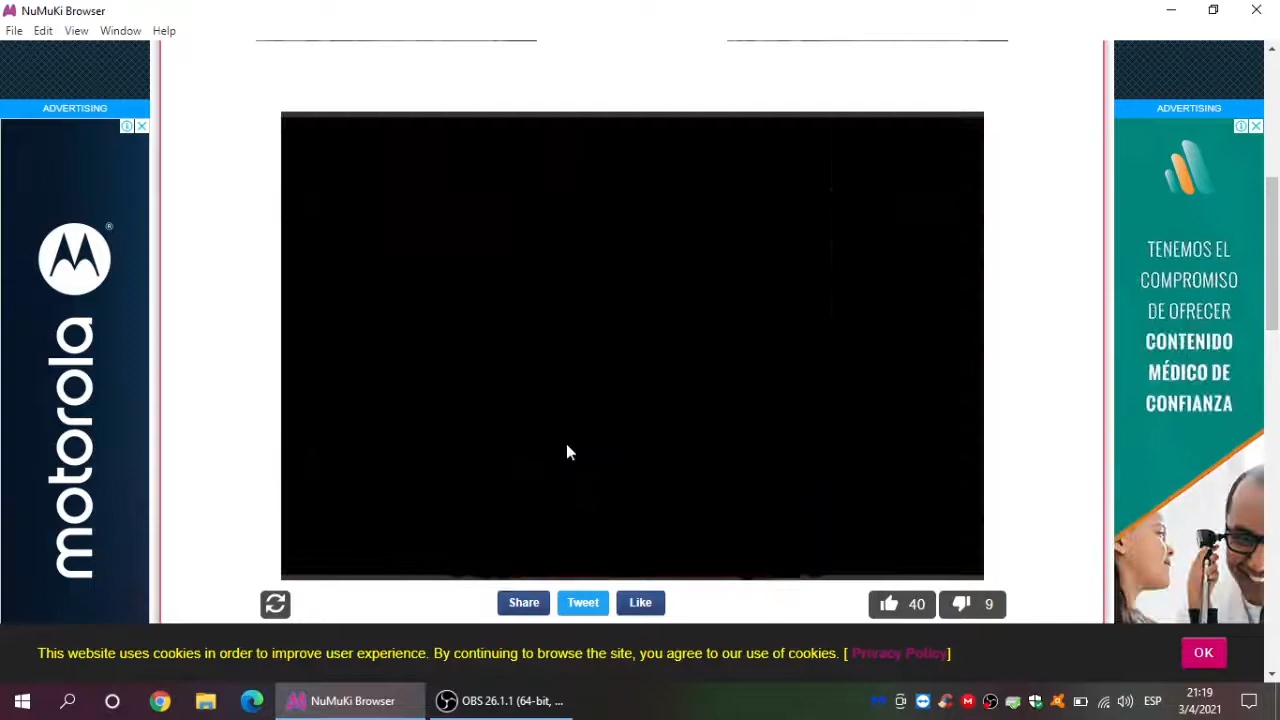 NuMuKi Browser
File Edit View Window Help
ADVERTISING
motorola
®
ADVERTISING
TENEMOS EL
COMPROMISO
DE OFRECER
CONTENIDO
MÉDICO DE
CONFIANZA
Share Tweet Like 40 9
This website uses cookies in order to improve user experience. By continuing to browse the site, you agree to our use of cookies. [ Privacy Policy]
OK
NuMuKi Browser
OBS 26.1.1 (64-bit, ...
ESP
21:19
3/4/2021